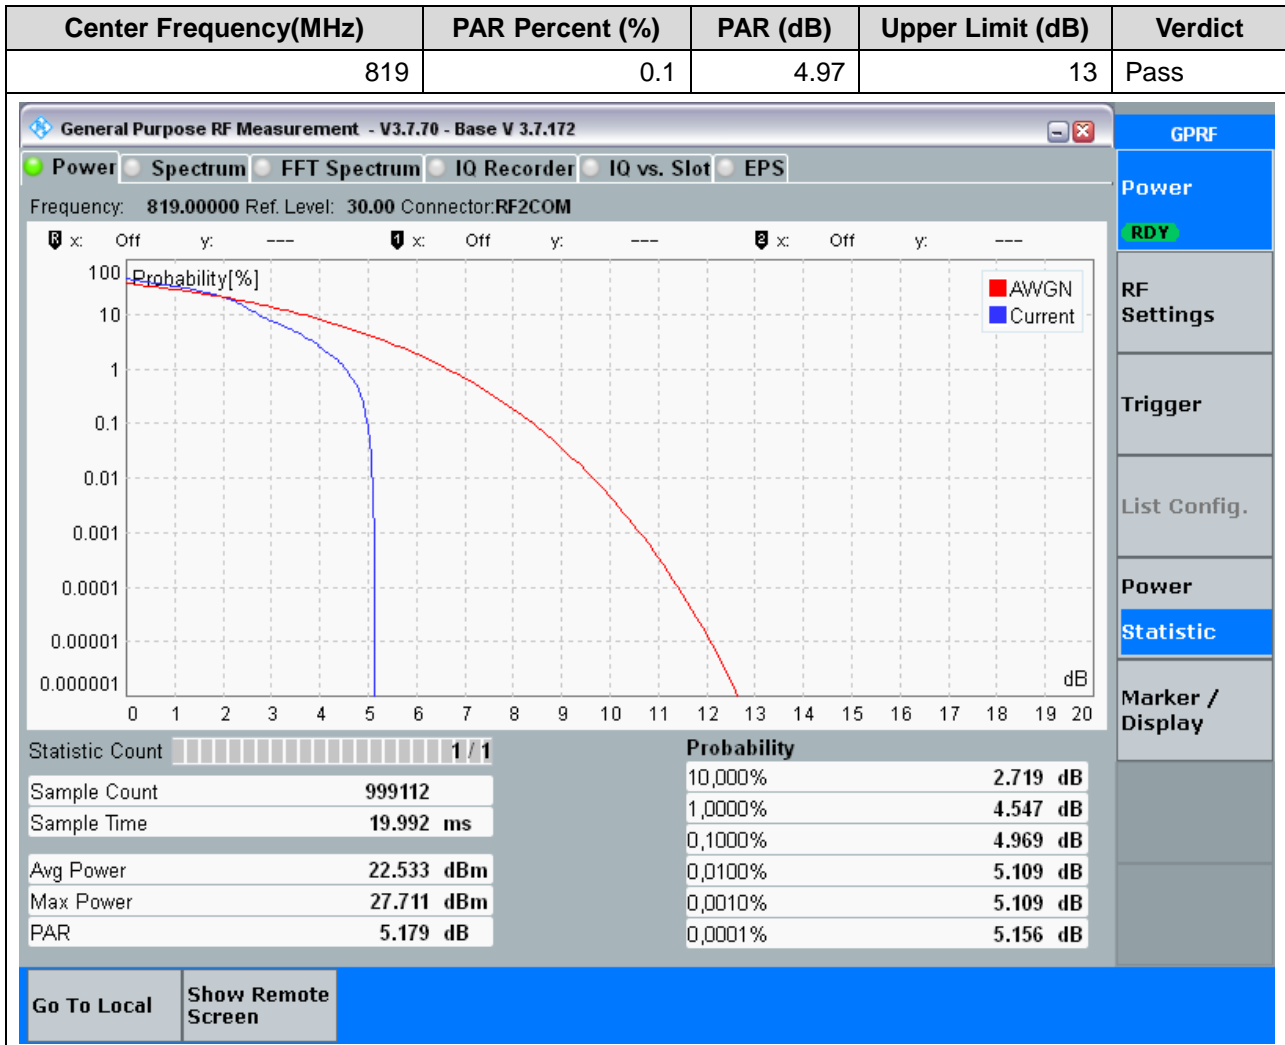 Center Frequency(MHz) PAR Percent (%) PAR (dB) Upper Limit (dB) Verdict
819 0.1 4.97 13 Pass
General Purpose RF Measurement - V3.7.70 - Base V 3.7.172
GPRF
Power Spectrum FFT Spectrum IQ Recorder IQ vs. Slot EPS
Frequency: 819.00000 Ref. Level: 30.00 Connector:RF2COM
R x: Off y: --- 1 x: Off y: --- 2 x: Off y: ---
Probability[%]
AWGN
Current
100
10
1
0.1
0.01
0.001
0.0001
0.00001
0.000001
dB
0 1 2 3 4 5 6 7 8 9 10 11 12 13 14 15 16 17 18 19 20
Statistic Count 1 / 1
Sample Count 999112
Sample Time 19.992 ms
Avg Power 22.533 dBm
Max Power 27.711 dBm
PAR 5.179 dB
Probability
10,000% 2.719 dB
1,0000% 4.547 dB
0,1000% 4.969 dB
0,0100% 5.109 dB
0,0010% 5.109 dB
0,0001% 5.156 dB
Power
RDY
RF
Settings
Trigger
List Config.
Power
Statistic
Marker /
Display
Go To Local
Show Remote
Screen